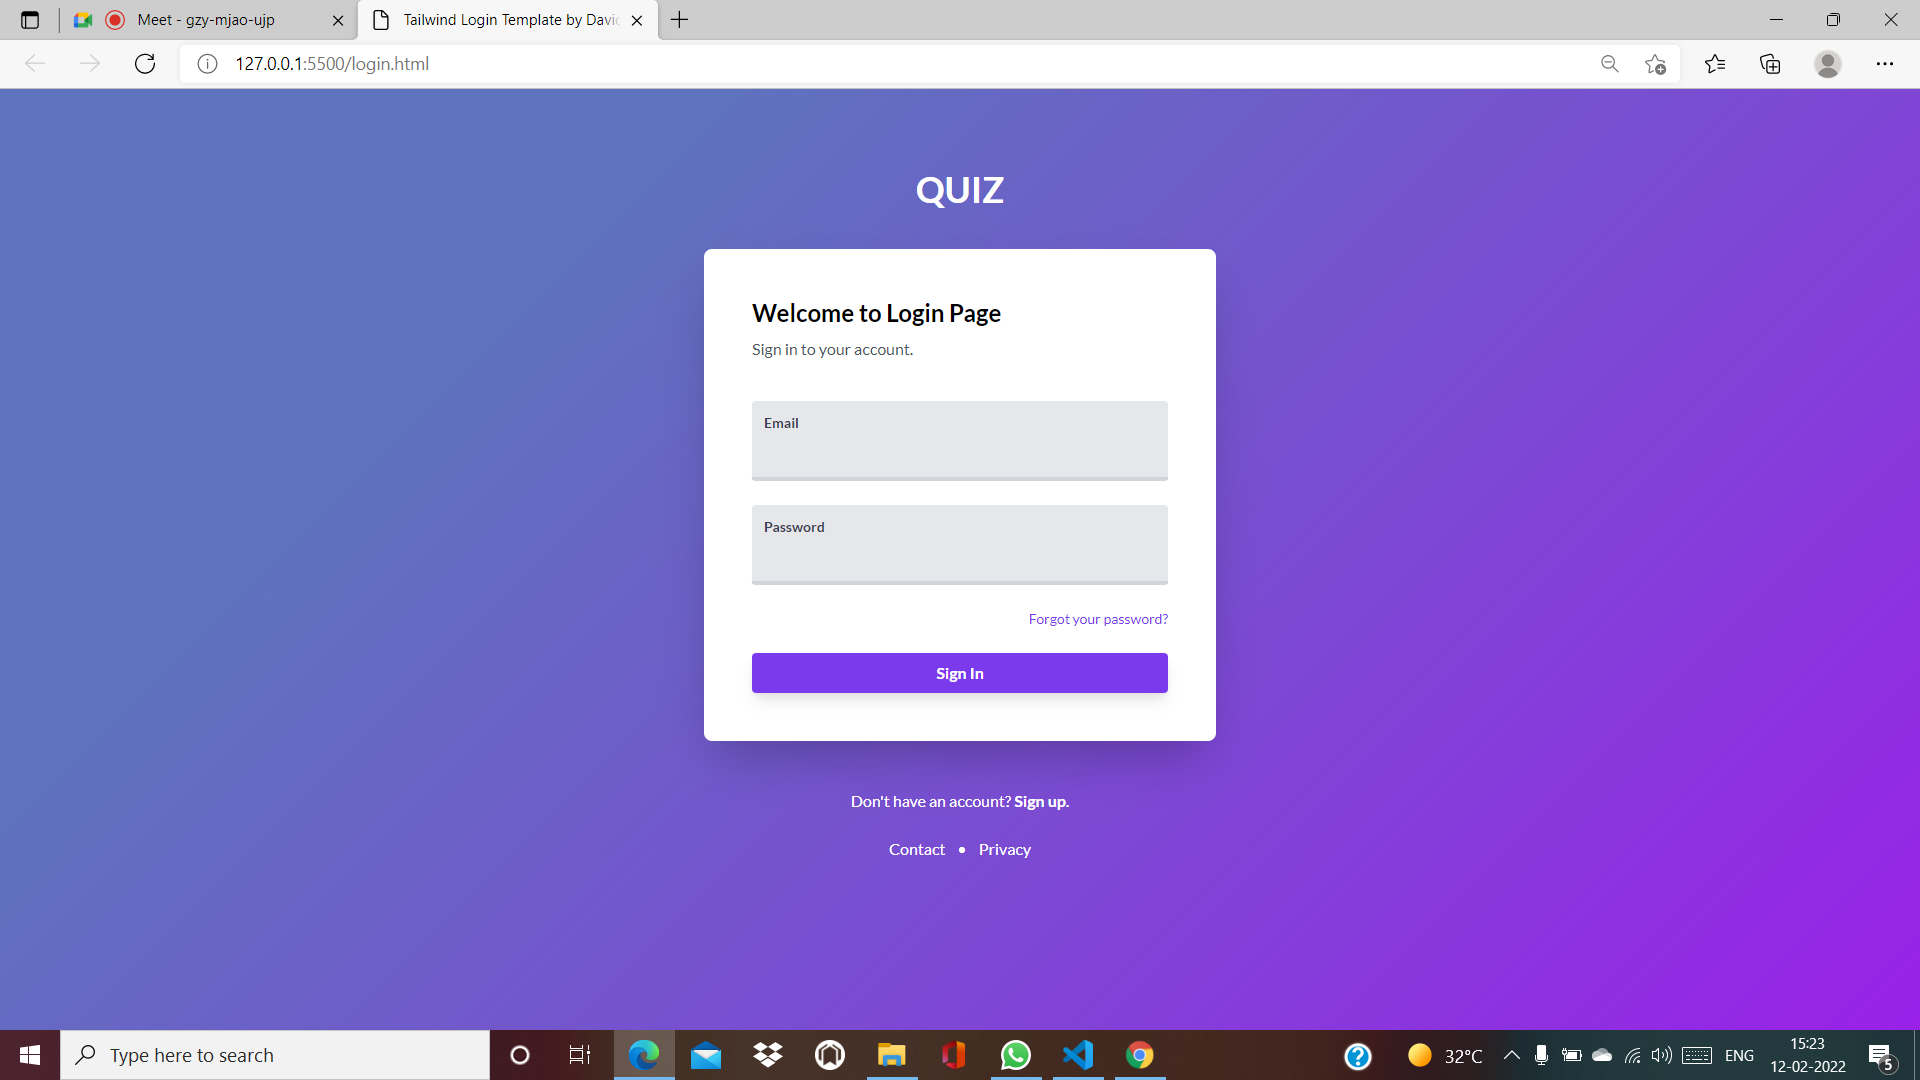 Meet - gzy-mjao-ujp
Tailwind Login Template by Davi
127.0.0.1:5500/login.html
QUIZ
Welcome to Login Page
Sign in to your account.
Email
Password
Forgot your password?
Sign In
Don't have an account? Sign up.
Contact • Privacy
Type here to search
32°C
ENG
15:23
12-02-2022
5